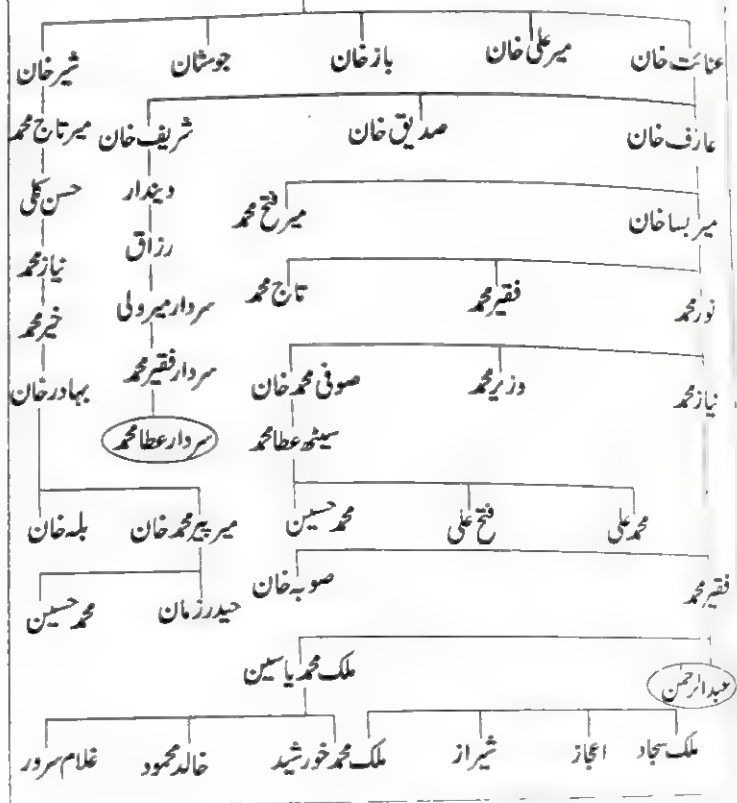 عنائت خان میر علی خان باز خان جوسٹان شیر خان
عارف خان صدیق خان شریف خان میر تاج محمد
میر بسا خان میر فتح محمد دیندار حسن کلی
نور محمد فقیر محمد تاج محمد رزاق نیاز محمد
سردار میر ولی خیر محمد
نیاز محمد وزیر محمد صوفی محمد خان سردار فقیر محمد بہادر خان
سیٹھ عطا محمد سردار عطا محمد
محمد علی فتح علی محمد حسین میر پیر محمد خان بلہ خان
فقیر محمد صوبہ خان حیدر زمان محمد حسین
عبدالرحمن ملک محمد یاسین
ملک سجاد اعجاز شیراز ملک محمد خورشید خالد محمود غلام سرور